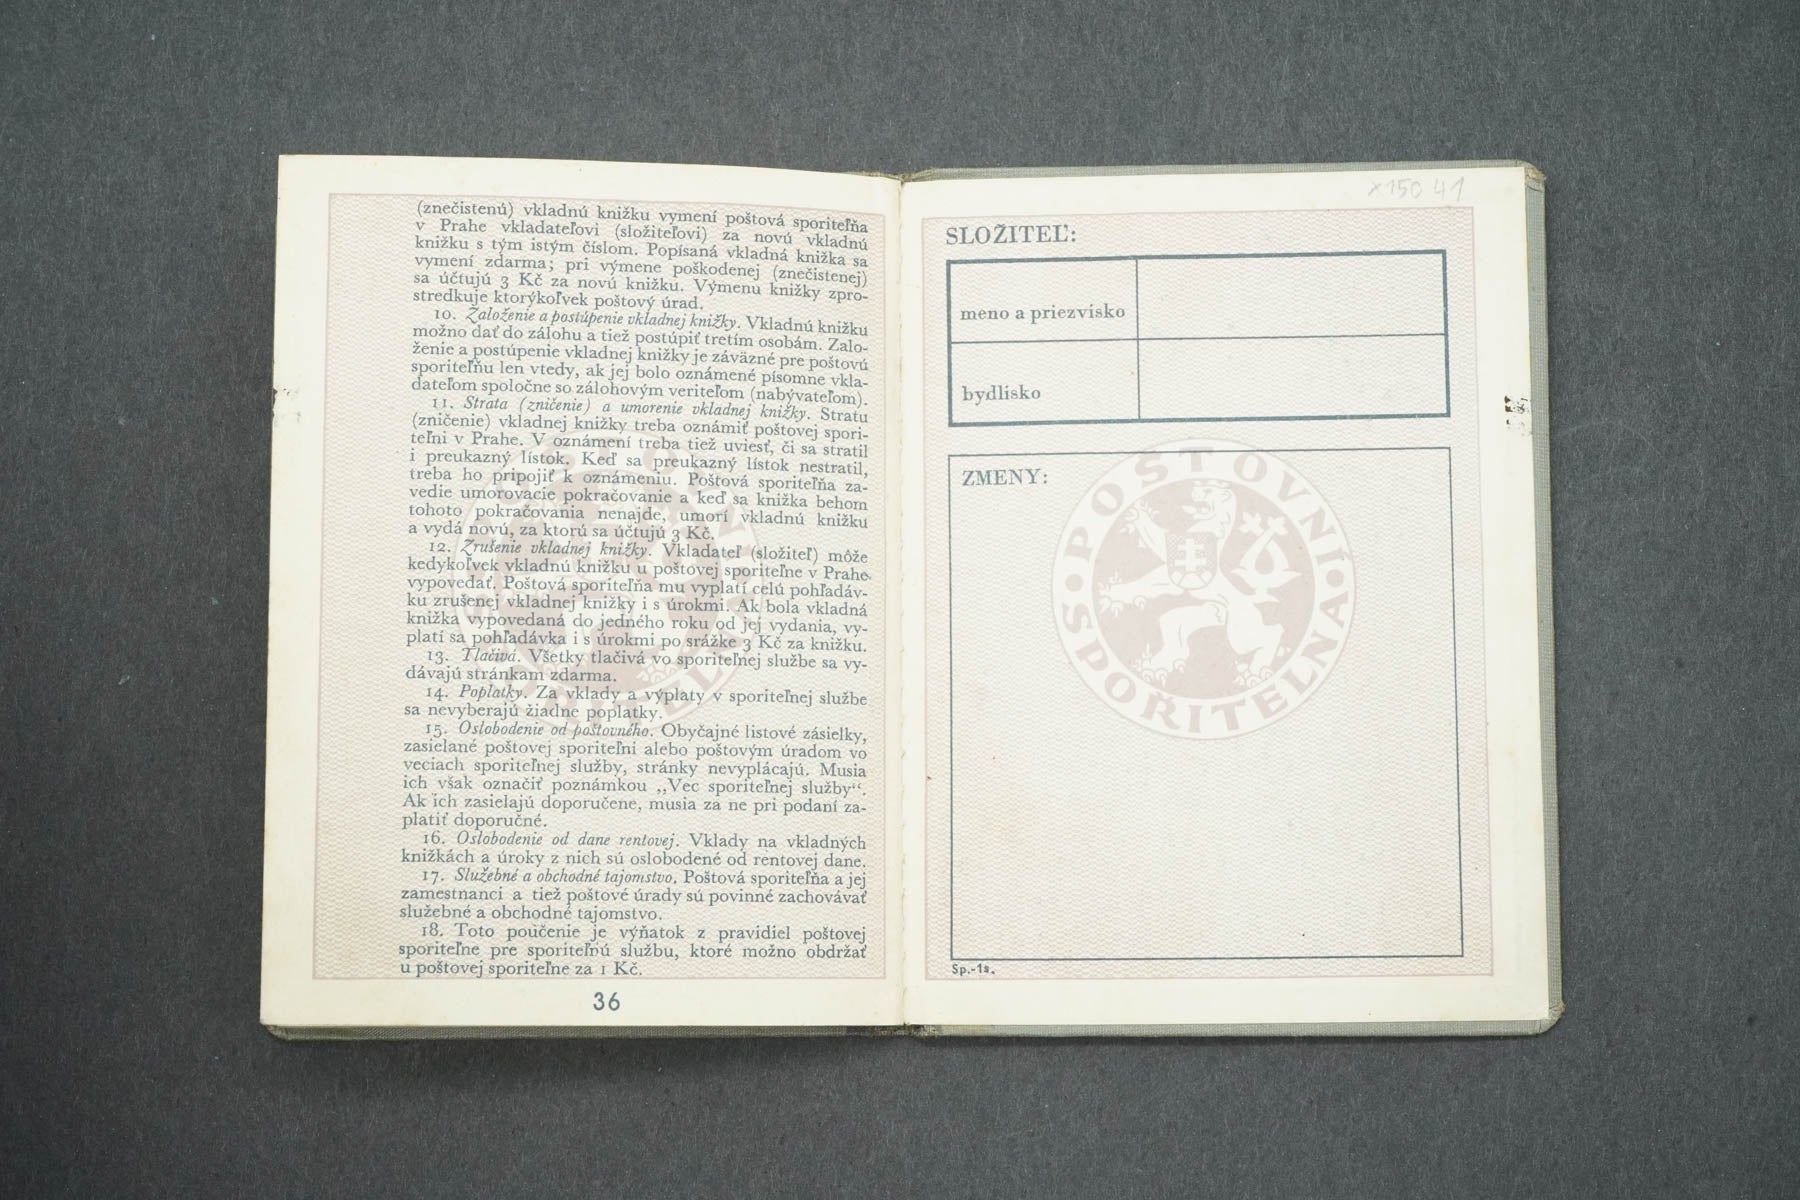 (znečistenú) vkladnú knižku vymení poštová sporiteľňa
v Prahe vkladateľovi (složiteľovi) za novú vkladnú
knižku s tým istým číslom. Popísaná vkladná knižka sa
vymení zdarma; pri výmene poškodenej (znečistenej)
sa účtujú 3 Kč za novú knižku. Výmenu knižky zpro-
stredkuje ktorýkoľvek poštový úrad.
10. Založenie a postúpenie vkladnej knižky. Vkladnú knižku
možno dať do zálohu a tiež postúpiť tretím osobám. Zalo-
ženie a postúpenie vkladnej knižky je záväzné pre poštovú
sporiteľňu len vtedy, ak jej bolo oznámené písomne vkla-
dateľom spoločne so zálohovým veriteľom (nabývateľom).
11. Strata (zničenie) a umorenie vkladnej knižky. Stratu
(zničenie) vkladnej knižky treba oznámiť poštovej spori-
teľni v Prahe. V oznámení treba tiež uviesť, či sa stratil
i preukazný lístok. Keď sa preukazný lístok nestratil,
treba ho pripojiť k oznámeniu. Poštová sporiteľňa za-
vedie umorovacie pokračovanie a keď sa knižka behom
tohoto pokračovania nenajde, umorí vkladnú knižku
a vydá novú, za ktorú sa účtujú 3 Kč.
12. Zrušenie vkladnej knižky. Vkladateľ (složiteľ) môže
kedykoľvek vkladnú knižku u poštovej sporiteľne v Prahe
vypovedať. Poštová sporiteľňa mu vyplatí celú pohľadáv-
ku zrušenej vkladnej knižky i s úrokmi. Ak bola vkladná
knižka vypovedaná do jedného roku od jej vydania, vy-
platí sa pohľadávka i s úrokmi po srážke 3 Kč za knižku.
13. Tlačivá. Všetky tlačivá vo sporiteľnej službe sa vy-
dávajú stránkam zdarma.
14. Poplatky. Za vklady a výplaty v sporiteľnej službe
sa nevyberajú žiadne poplatky.
15. Oslobodenie od poštovného. Obyčajné listové zásielky,
zasielané poštovej sporiteľni alebo poštovým úradom vo
veciach sporiteľnej služby, stránky nevyplácajú. Musia
ich však označiť poznámkou „Vec sporiteľnej služby“.
Ak ich zasielajú doporučene, musia za ne pri podaní za-
platiť doporučné.
16. Oslobodenie od dane rentovej. Vklady na vkladných
knižkách a úroky z nich sú oslobodené od rentovej dane.
17. Služebné a obchodné tajomstvo. Poštová sporiteľňa a jej
zamestnanci a tiež poštové úrady sú povinné zachovávať
služebné a obchodné tajomstvo.
18. Toto poučenie je výňatok z pravidiel poštovej
sporiteľne pre sporiteľnú službu, ktoré možno obdržať
u poštovej sporiteľne za 1 Kč.
36
x150 41
SLOŽITEĽ:
meno a priezvísko
bydlisko
ZMENY:
POŠTOVNÍ
SPOŘITELNA
Sp.-1s.